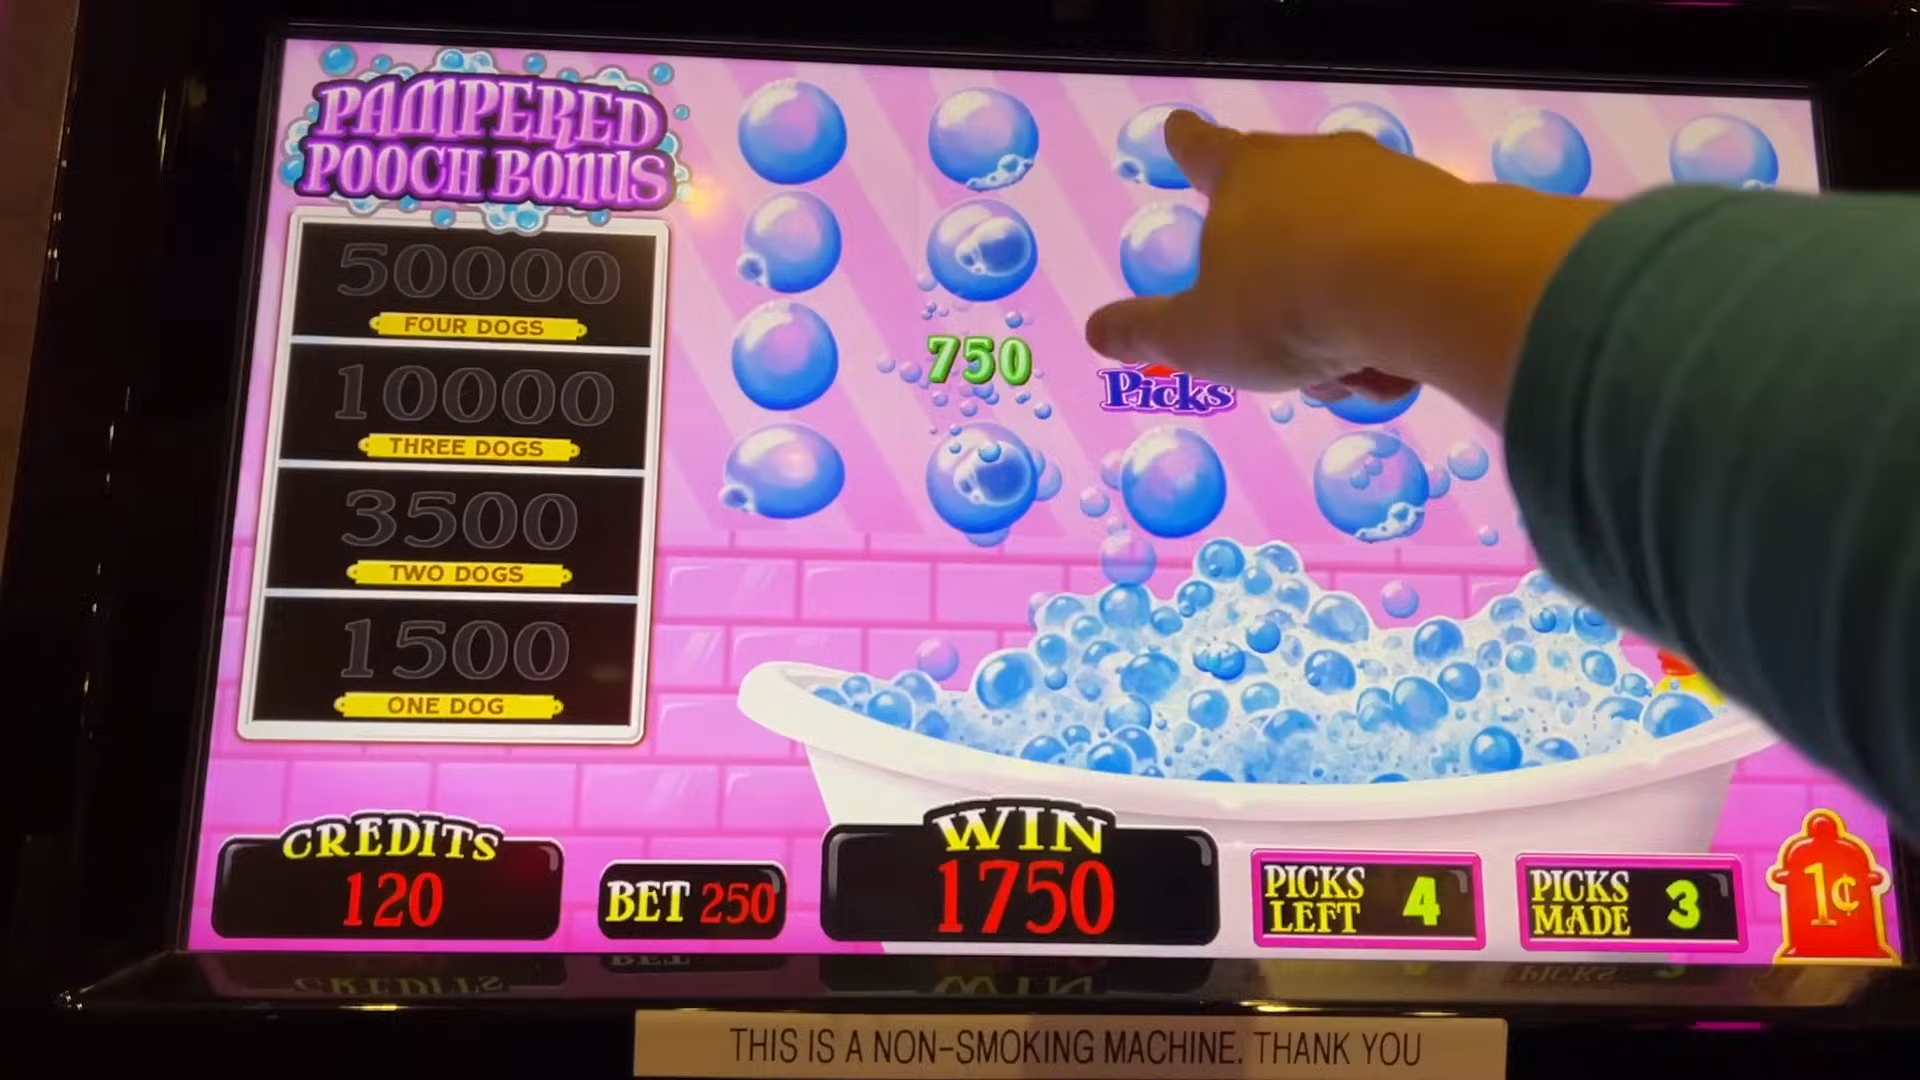 PAMPERED
POOCH BONUS
50000
FOUR DOGS
10000
THREE DOGS
3500
TWO DOGS
1500
ONE DOG
750
Picks
CREDITS
120
BET 250
WIN
1750
PICKS
LEFT
4
PICKS
MADE
3
1¢
THIS IS A NON-SMOKING MACHINE. THANK YOU